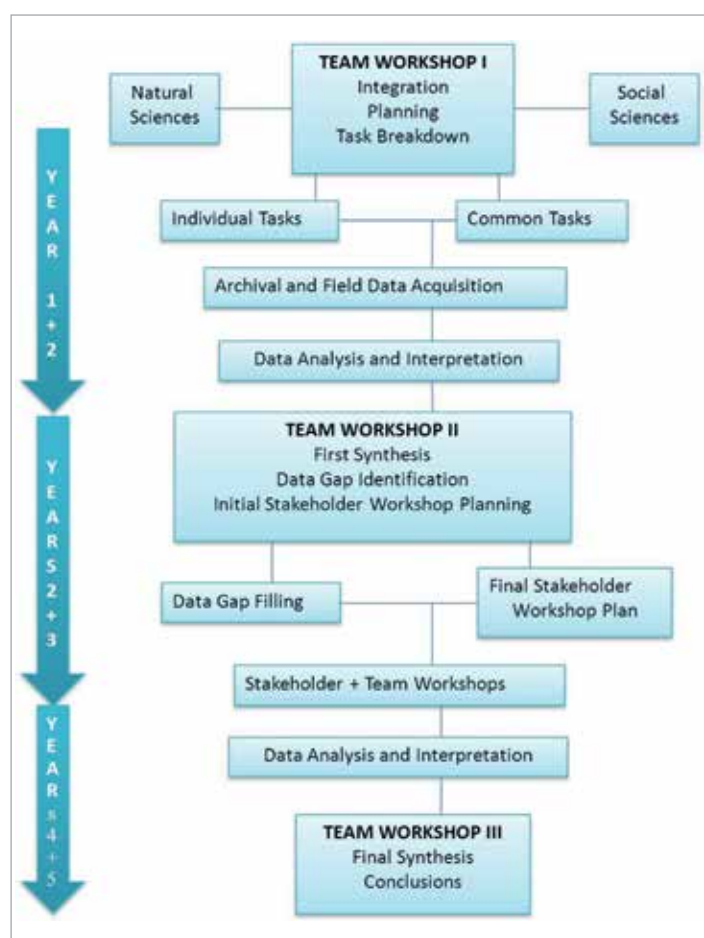 TEAM WORKSHOP I
Integration
Planning
Task Breakdown
Natural
Sciences
Social
Sciences
YEAR 1+2
Individual Tasks
Common Tasks
Archival and Field Data Acquisition
Data Analysis and Interpretation
TEAM WORKSHOP II
First Synthesis
Data Gap Identification
Initial Stakeholder Workshop Planning
YEARS 2+3
Data Gap Filling
Final Stakeholder
Workshop Plan
Stakeholder + Team Workshops
YEARs 4+5
Data Analysis and Interpretation
TEAM WORKSHOP III
Final Synthesis
Conclusions